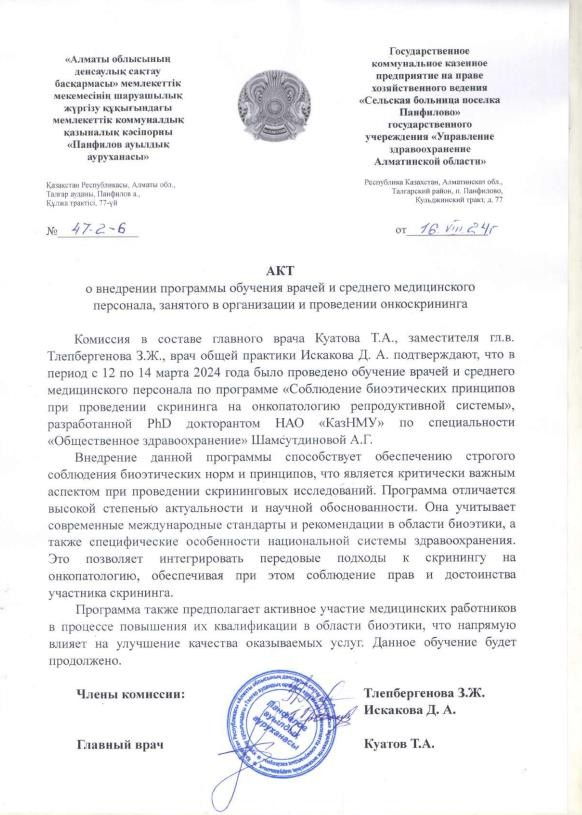 «Алматы облысының
денсаулық сақтау
басқармасы» мемлекеттік
мекемесінің шаруашылық
жүргізу құқығындағы
мемлекеттік коммуналдық
қазыналық кәсіпорны
«Панфилов ауылдық
ауруханасы»
Қазақстан Республикасы, Алматы обл.,
Талғар ауданы, Панфилов а.,
Құлжа трактісі, 77-үй
№ 47-2-6
Государственное
коммунальное казенное
предприятие на праве
хозяйственного ведения
«Сельская больница поселка
Панфилово»
государственного
учереждения «Управление
здравоохранение
Алматинской области»
Республика Казахстан, Алматинская обл.,
Талгарский район, п. Панфилово,
Кульджинский тракт, д. 77
от 16 VIII 24г
АКТ
о внедрении программы обучения врачей и среднего медицинского
персонала, занятого в организации и проведении онкоскрининга
Комиссия в составе главного врача Куатова Т.А., заместителя гл.в.
Тлепбергенова З.Ж., врач общей практики Искакова Д. А. подтверждают, что в
период с 12 по 14 марта 2024 года было проведено обучение врачей и среднего
медицинского персонала по программе «Соблюдение биоэтических принципов
при проведении скрининга на онкопатологию репродуктивной системы»,
разработанной PhD докторантом НАО «КазНМУ» по специальности
«Общественное здравоохранение» Шамсутдиновой А.Г.
Внедрение данной программы способствует обеспечению строгого
соблюдения биоэтических норм и принципов, что является критически важным
аспектом при проведении скрининговых исследований. Программа отличается
высокой степенью актуальности и научной обоснованности. Она учитывает
современные международные стандарты и рекомендации в области биоэтики, а
также специфические особенности национальной системы здравоохранения.
Это позволяет интегрировать передовые подходы к скринингу на
онкопатологию, обеспечивая при этом соблюдение прав и достоинства
участника скрининга.
Программа также предполагает активное участие медицинских работников
в процессе повышения их квалификации в области биоэтики, что напрямую
влияет на улучшение качества оказываемых услуг. Данное обучение будет
продолжено.
Члены комиссии: Тлепбергенова З.Ж.
Искакова Д. А.
Панфилов
ауылдық
ауруханасы
Главный врач Куатов Т.А.